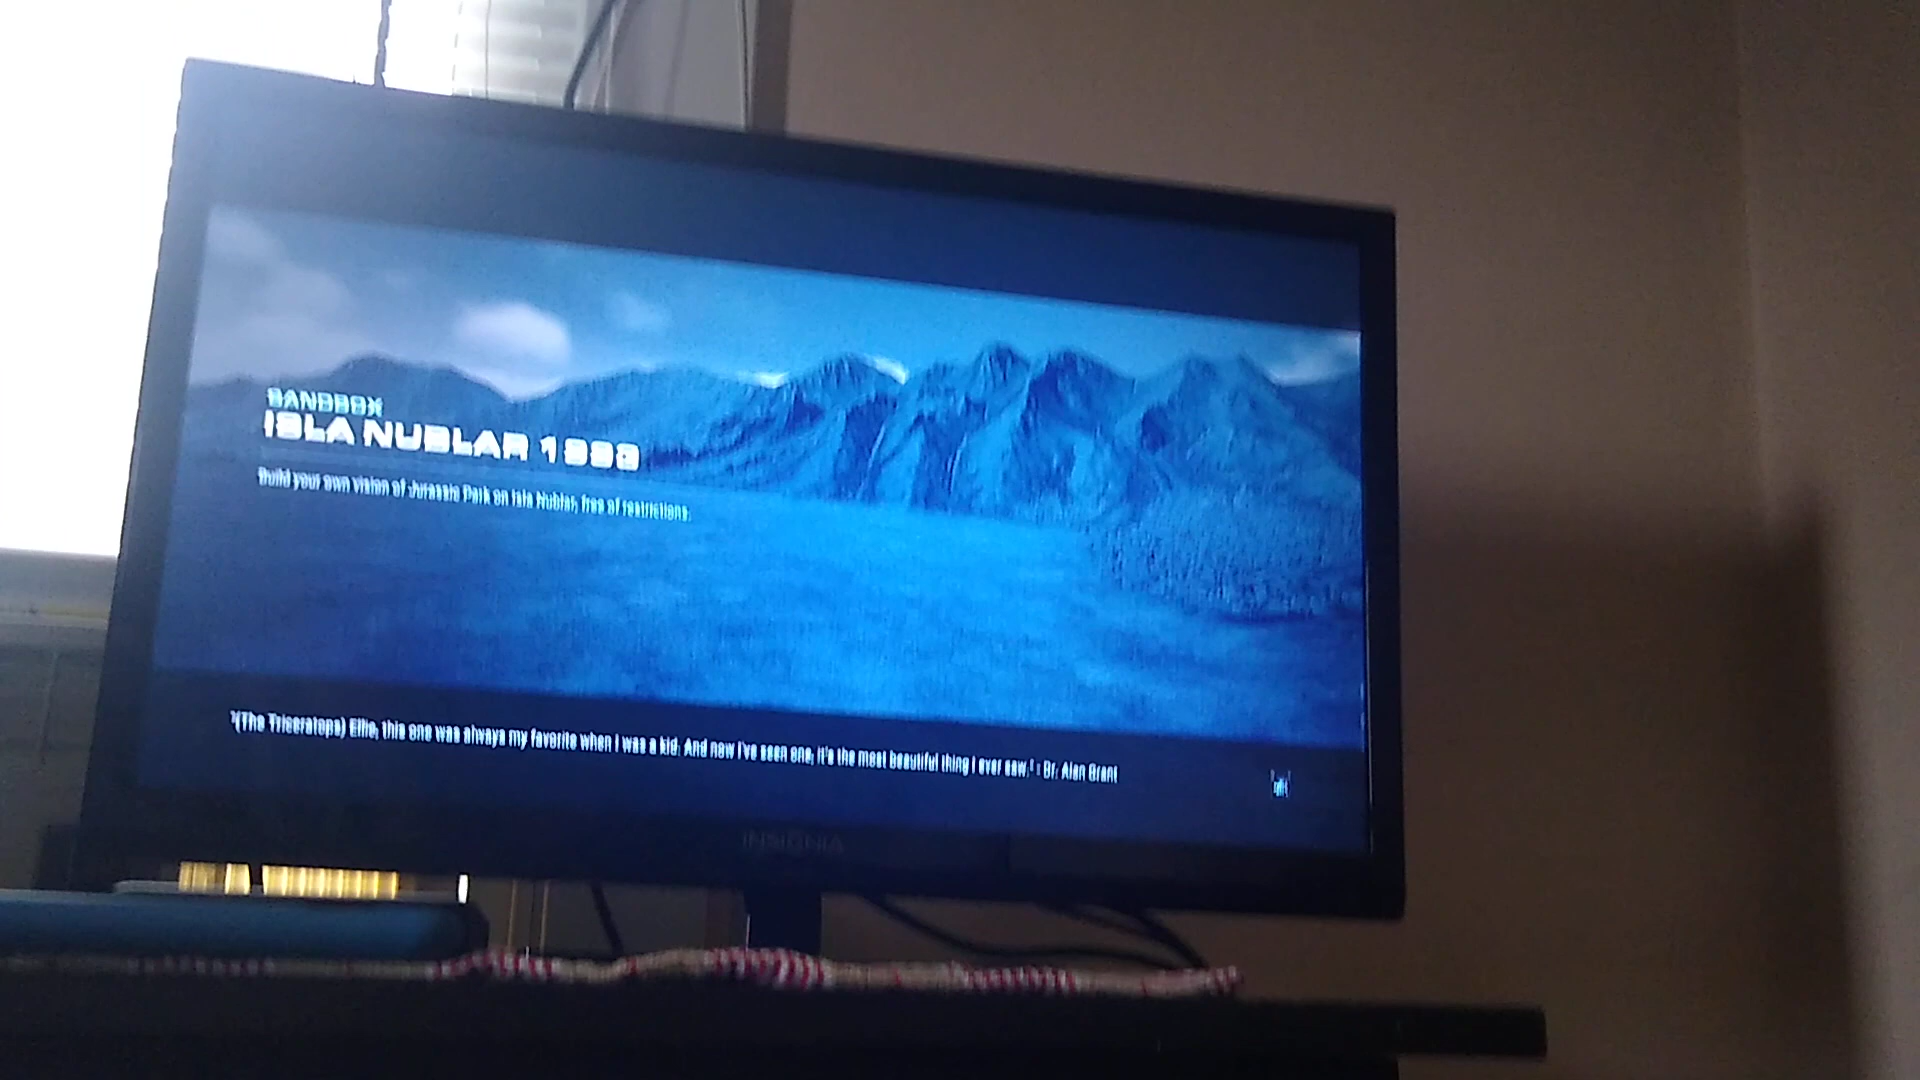 SANDBOX
ISLA NUBLAR 1993
Build your own vision of Jurassic Park on Isla Nublar, free of restrictions.
"(The Triceratops) Ellie, this one was always my favorite when I was a kid. And now I've seen one, it's the most beautiful thing I ever saw." : Dr. Alan Grant
INSIGNIA